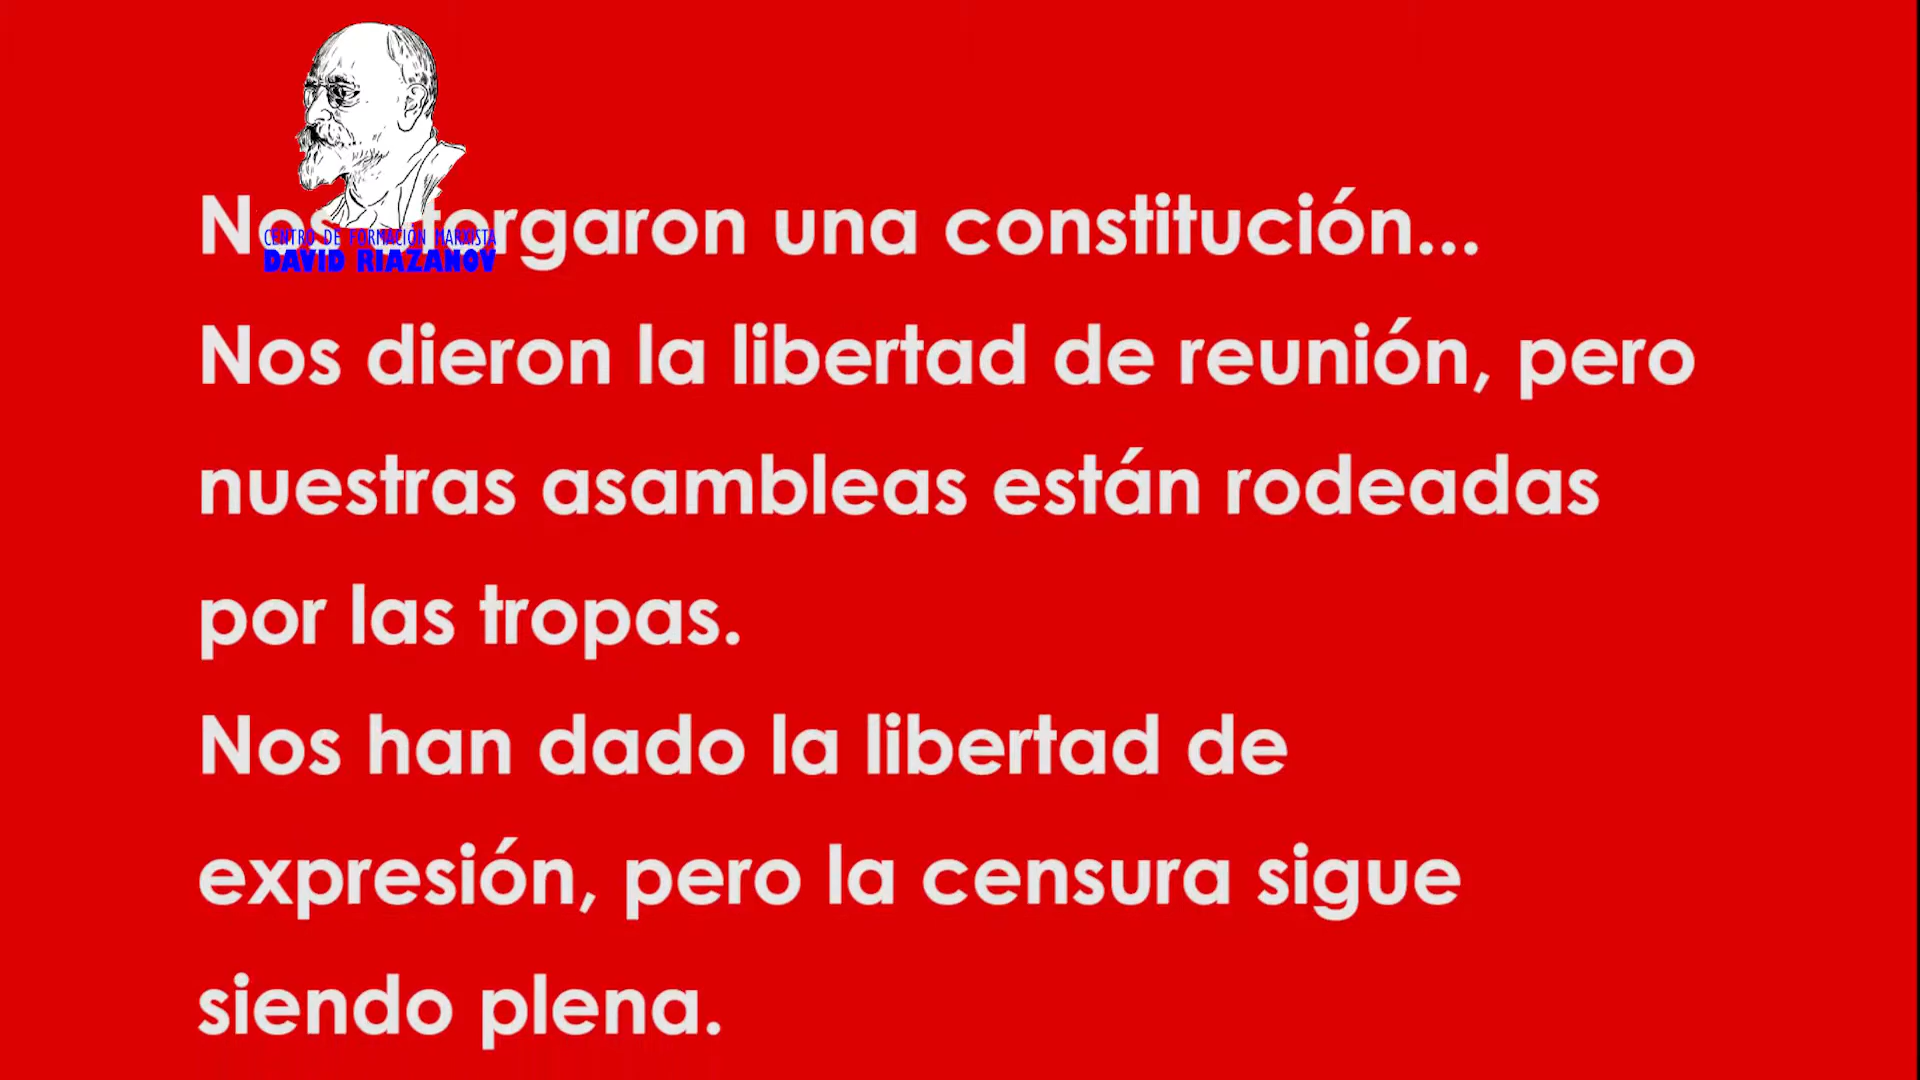 Nos otorgaron una constitución...
CENTRO DE FORMACIÓN MARXISTA
DAVID RIAZANOV
Nos dieron la libertad de reunión, pero
nuestras asambleas están rodeadas
por las tropas.
Nos han dado la libertad de
expresión, pero la censura sigue
siendo plena.